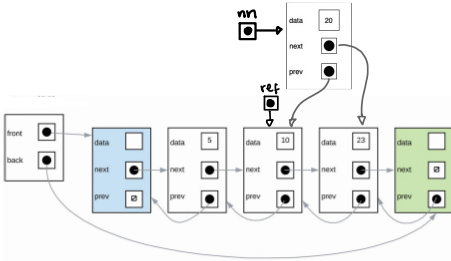 nn
data 20
next
prev
ref
front
back
data
next
prev Ø
data 5
next
prev
data 10
next
prev
data 23
next
prev
data
next Ø
prev